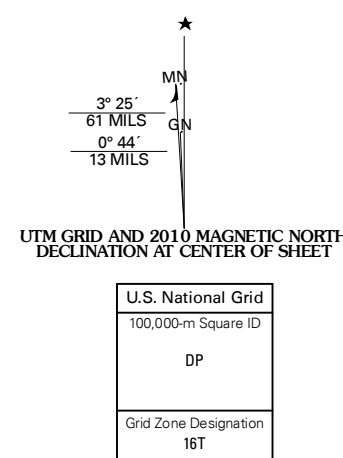 ★
MN
3° 25´
61 MILS
GN
0° 44´
13 MILS
UTM GRID AND 2010 MAGNETIC NORTH
DECLINATION AT CENTER OF SHEET
U.S. National Grid
100,000-m Square ID
DP
Grid Zone Designation
16T